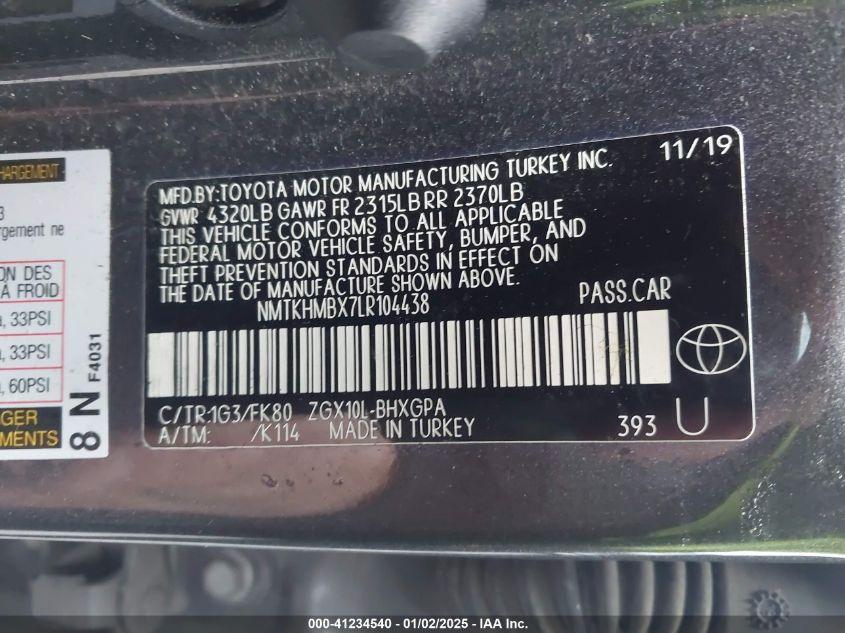 HARGEMENT
3
rgement ne
ON DES
A FROID
a, 33PSI
a, 33PSI
a, 60PSI
GER
EMENTS
8 N F4031
11/19
MFD.BY:TOYOTA MOTOR MANUFACTURING TURKEY INC.
GVWR 4320LB GAWR FR 2315LB RR 2370LB
THIS VEHICLE CONFORMS TO ALL APPLICABLE
FEDERAL MOTOR VEHICLE SAFETY, BUMPER, AND
THEFT PREVENTION STANDARDS IN EFFECT ON
THE DATE OF MANUFACTURE SHOWN ABOVE.
NMTKHMBX7LR104438 PASS.CAR
C/TR:1G3/FK80 ZGX10L-BHXGPA
A/TM: /K114 MADE IN TURKEY 393 U
000-41234540 - 01/02/2025 - IAA Inc.